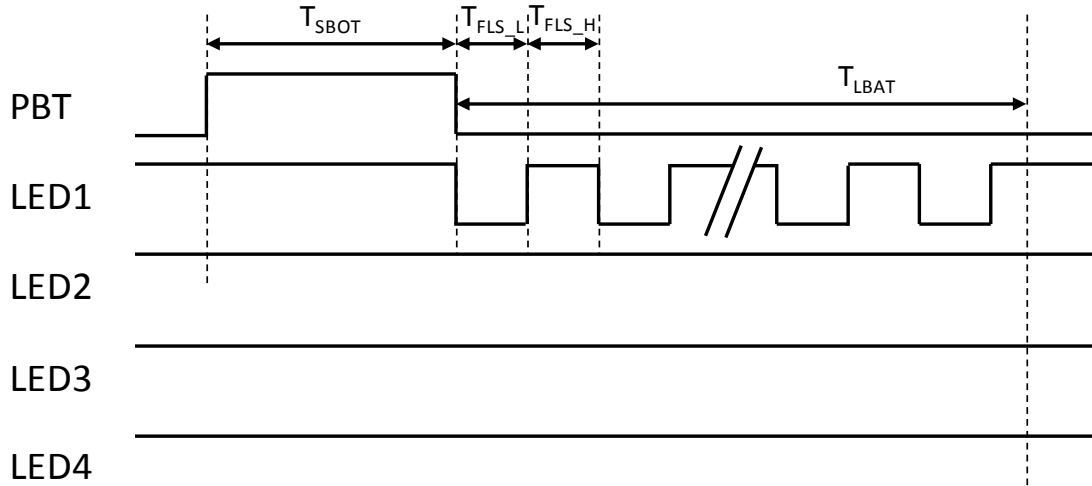 T_SBOT T_FLS_L T_FLS_H
T_LBAT
PBT
LED1
LED2
LED3
LED4